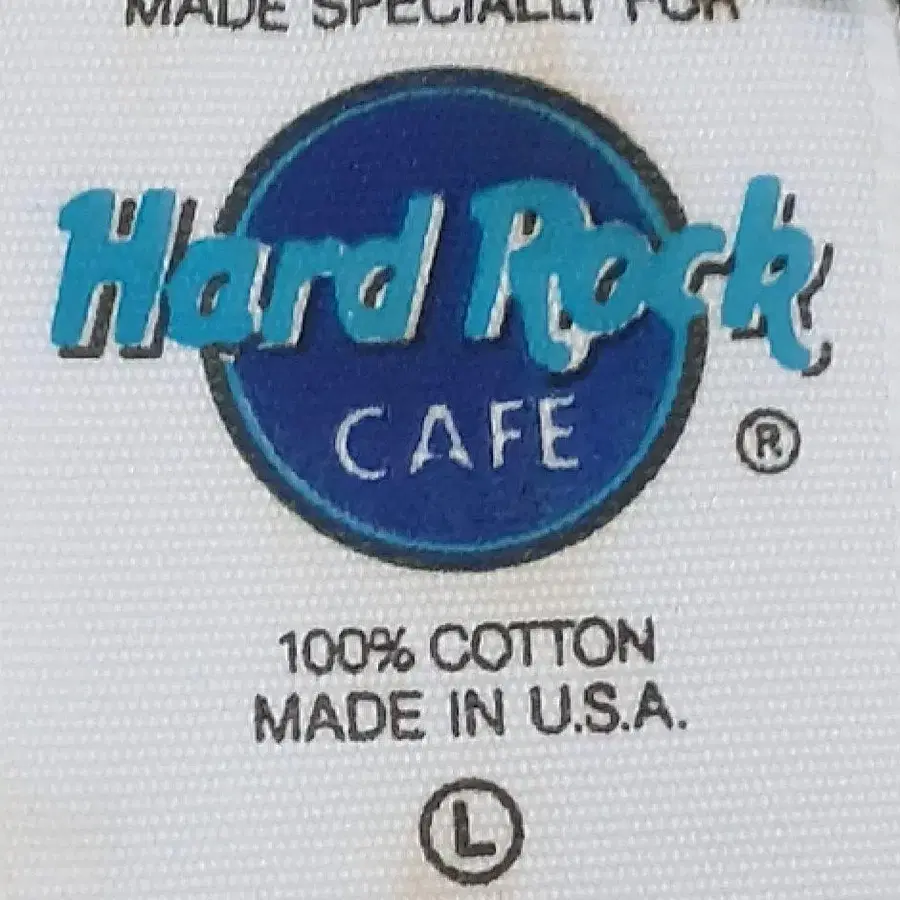 MADE SPECIALLY FOR
Hard Rock
CAFE
®
100% COTTON
MADE IN U.S.A.
L